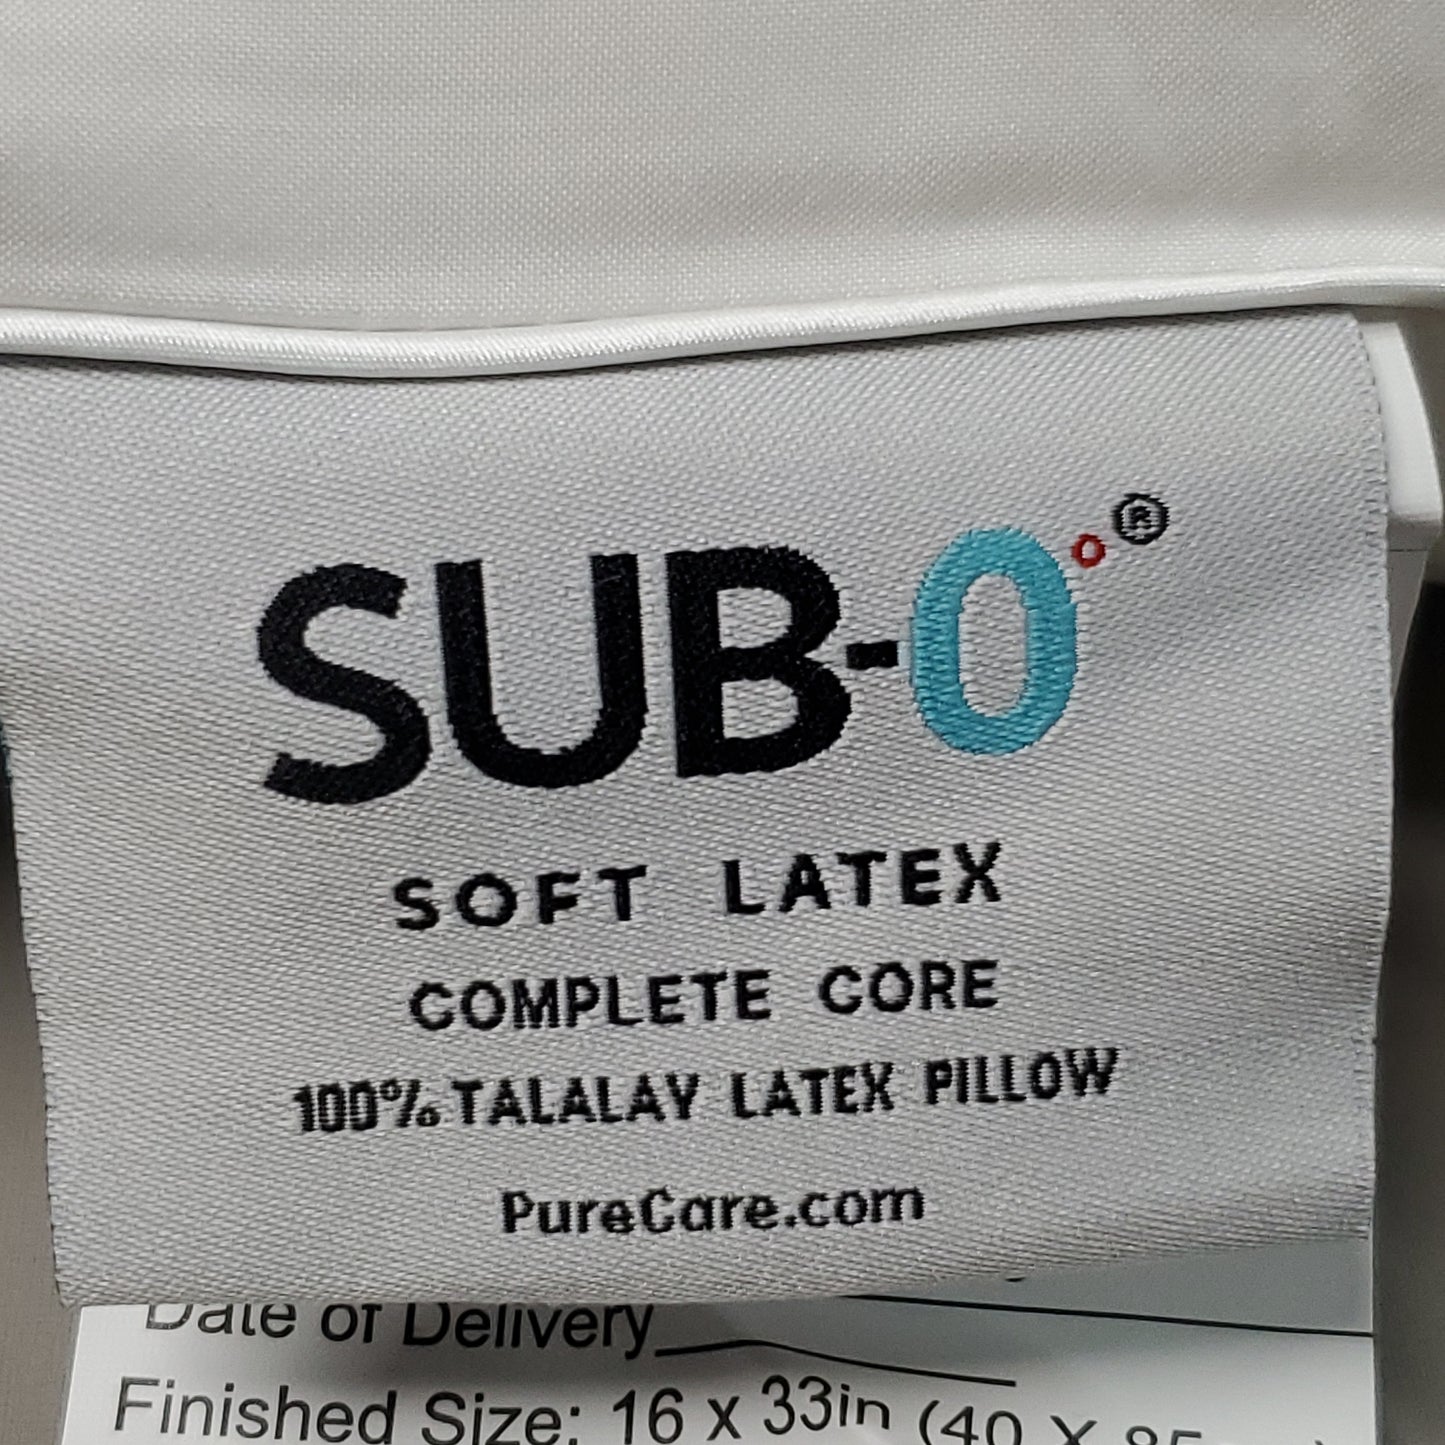 SUB-0°®
SOFT LATEX
COMPLETE CORE
100% TALALAY LATEX PILLOW
PureCare.com
Date of Delivery
Finished Size: 16 x 33in (40 X